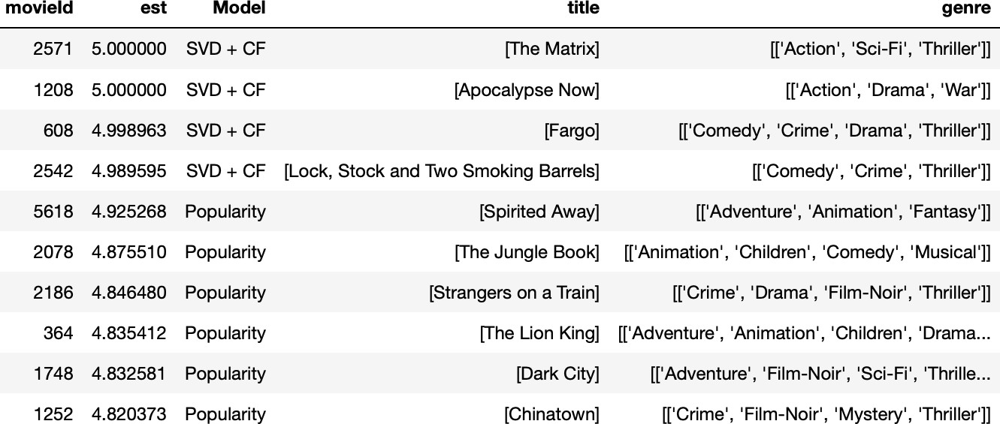 movieId est Model title genre
2571 5.000000 SVD + CF [The Matrix] [['Action', 'Sci-Fi', 'Thriller']]
1208 5.000000 SVD + CF [Apocalypse Now] [['Action', 'Drama', 'War']]
608 4.998963 SVD + CF [Fargo] [['Comedy', 'Crime', 'Drama', 'Thriller']]
2542 4.989595 SVD + CF [Lock, Stock and Two Smoking Barrels] [['Comedy', 'Crime', 'Thriller']]
5618 4.925268 Popularity [Spirited Away] [['Adventure', 'Animation', 'Fantasy']]
2078 4.875510 Popularity [The Jungle Book] [['Animation', 'Children', 'Comedy', 'Musical']]
2186 4.846480 Popularity [Strangers on a Train] [['Crime', 'Drama', 'Film-Noir', 'Thriller']]
364 4.835412 Popularity [The Lion King] [['Adventure', 'Animation', 'Children', 'Drama...
1748 4.832581 Popularity [Dark City] [['Adventure', 'Film-Noir', 'Sci-Fi', 'Thrille...
1252 4.820373 Popularity [Chinatown] [['Crime', 'Film-Noir', 'Mystery', 'Thriller']]